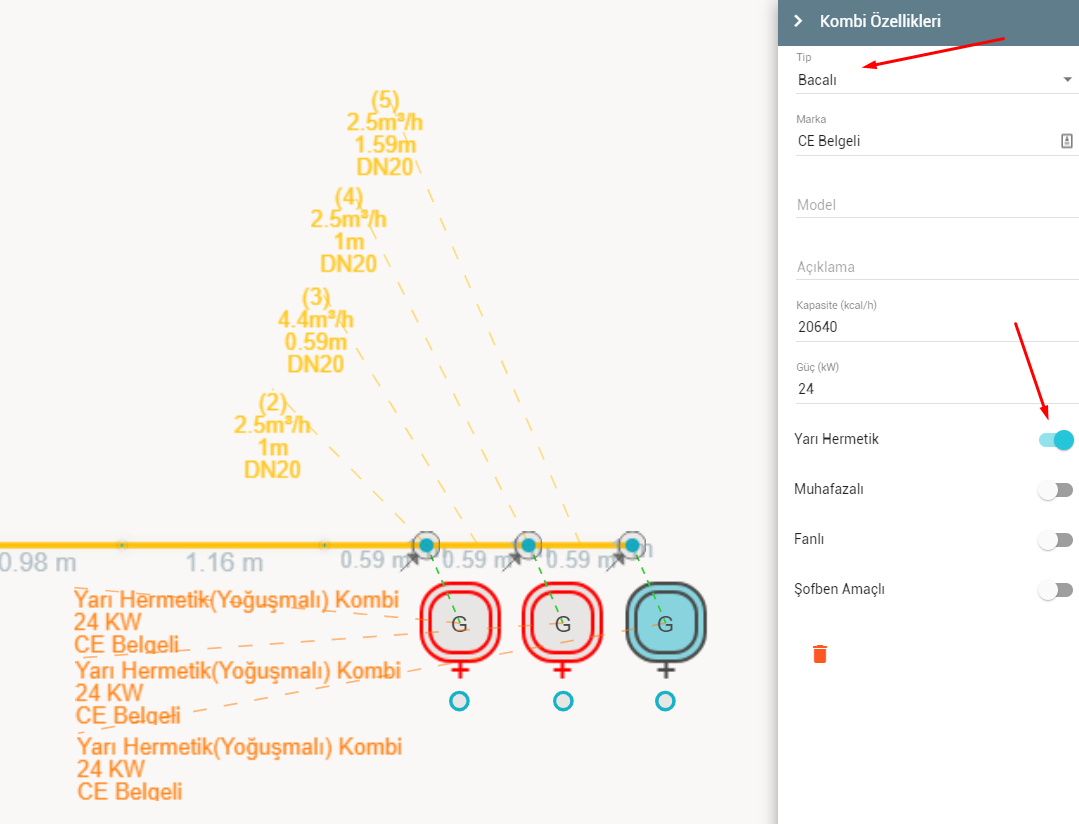 Kombi Özellikleri
Tip
Bacalı
Marka
CE Belgeli
Model
Açıklama
Kapasite (kcal/h)
20640
Güç (kW)
24
Yarı Hermetik
Muhafazalı
Fanlı
Şofben Amaçlı
(5)
2.5m³/h
1.59m
DN20
(4)
2.5m³/h
1m
DN20
(3)
4.4m³/h
0.59m
DN20
(2)
2.5m³/h
1m
DN20
0.98 m
1.16 m
0.59 m
0.59 m
0.59 m
G
G
G
Yarı Hermetik(Yoğuşmalı) Kombi
24 KW
CE Belgeli
Yarı Hermetik(Yoğuşmalı) Kombi
24 KW
CE Belgeli
Yarı Hermetik(Yoğuşmalı) Kombi
24 KW
CE Belgeli